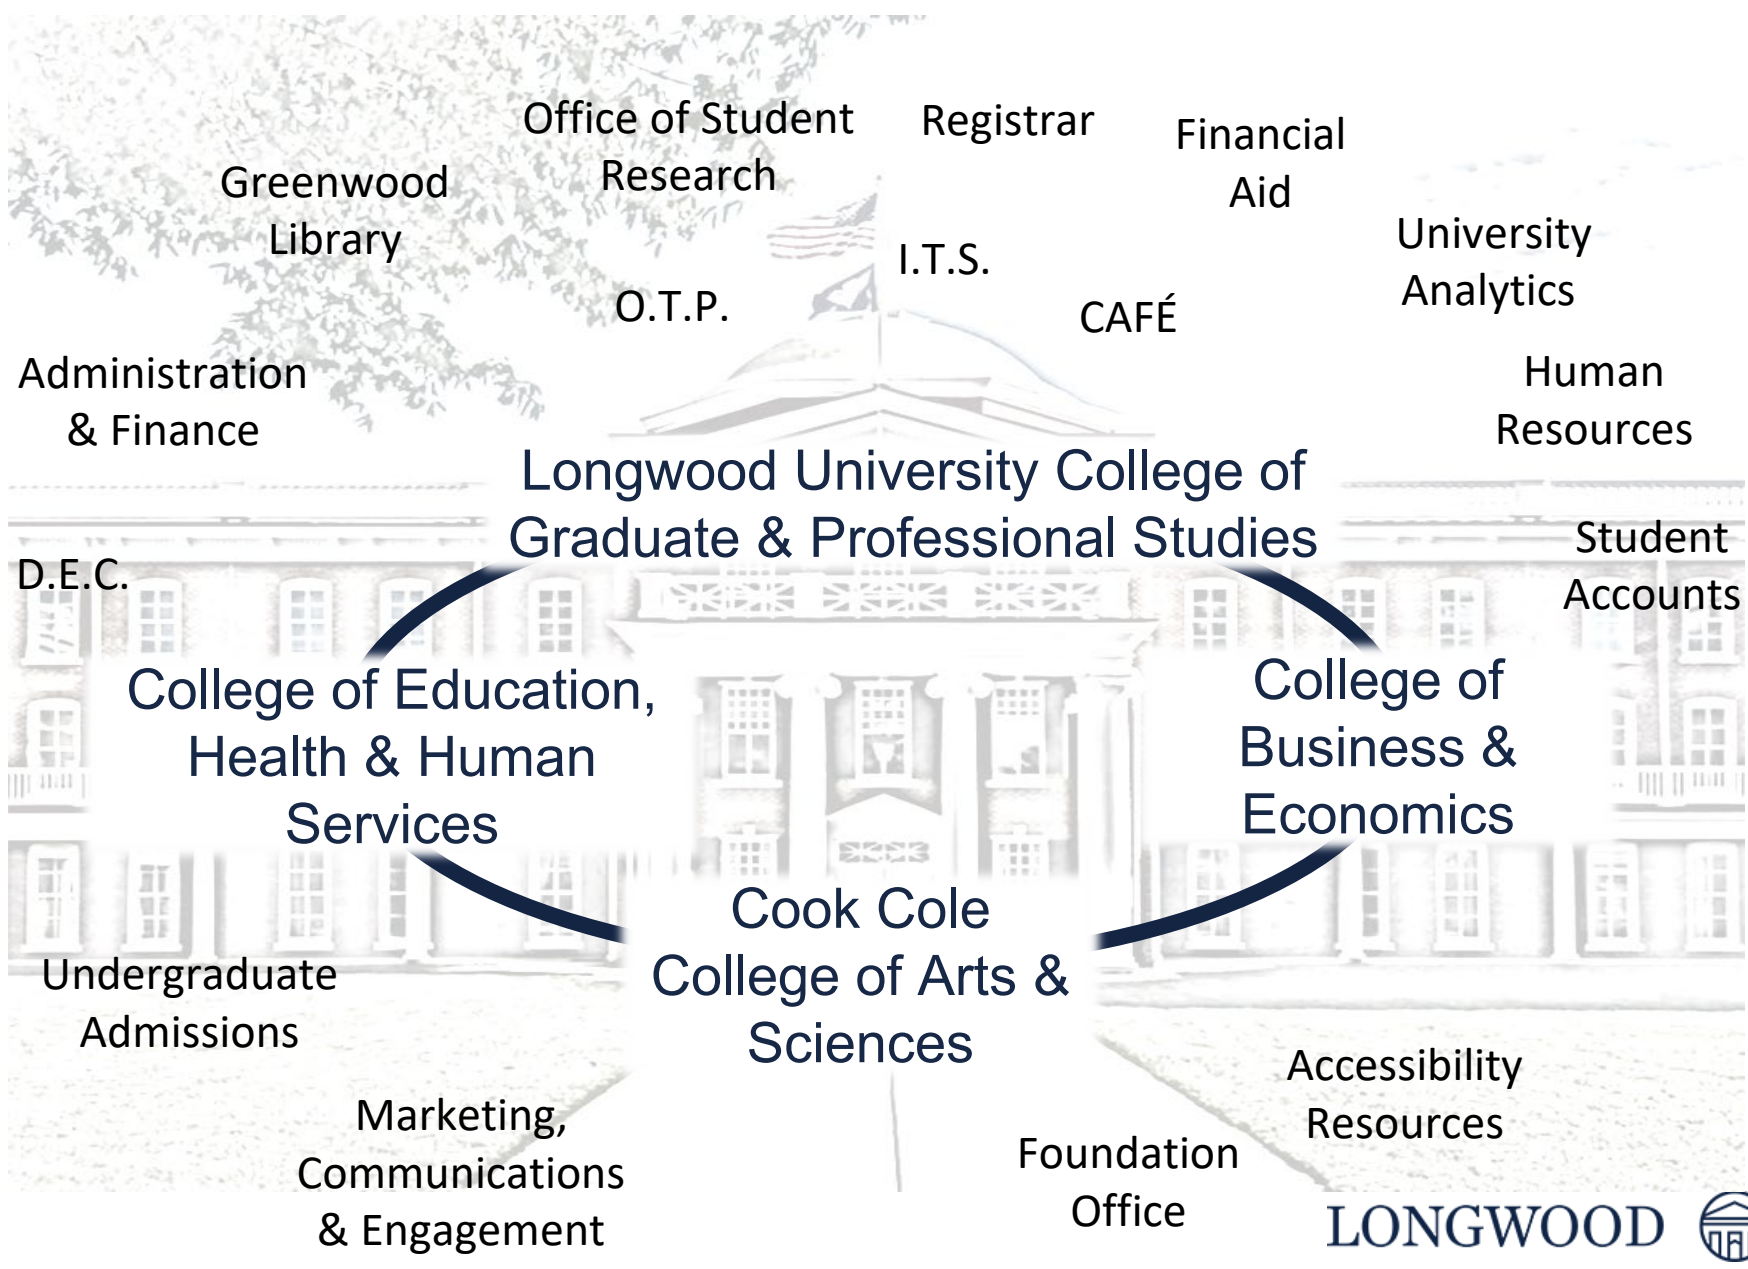 Office of Student
Research
Registrar
Financial
Aid
Greenwood
Library
University
Analytics
I.T.S.
O.T.P.
CAFÉ
Administration
& Finance
Human
Resources
Longwood University College of
Graduate & Professional Studies
D.E.C.
Student
Accounts
College of Education,
Health & Human
Services
College of
Business &
Economics
Cook Cole
College of Arts &
Sciences
Undergraduate
Admissions
Marketing,
Communications
& Engagement
Accessibility
Resources
Foundation
Office
LONGWOOD